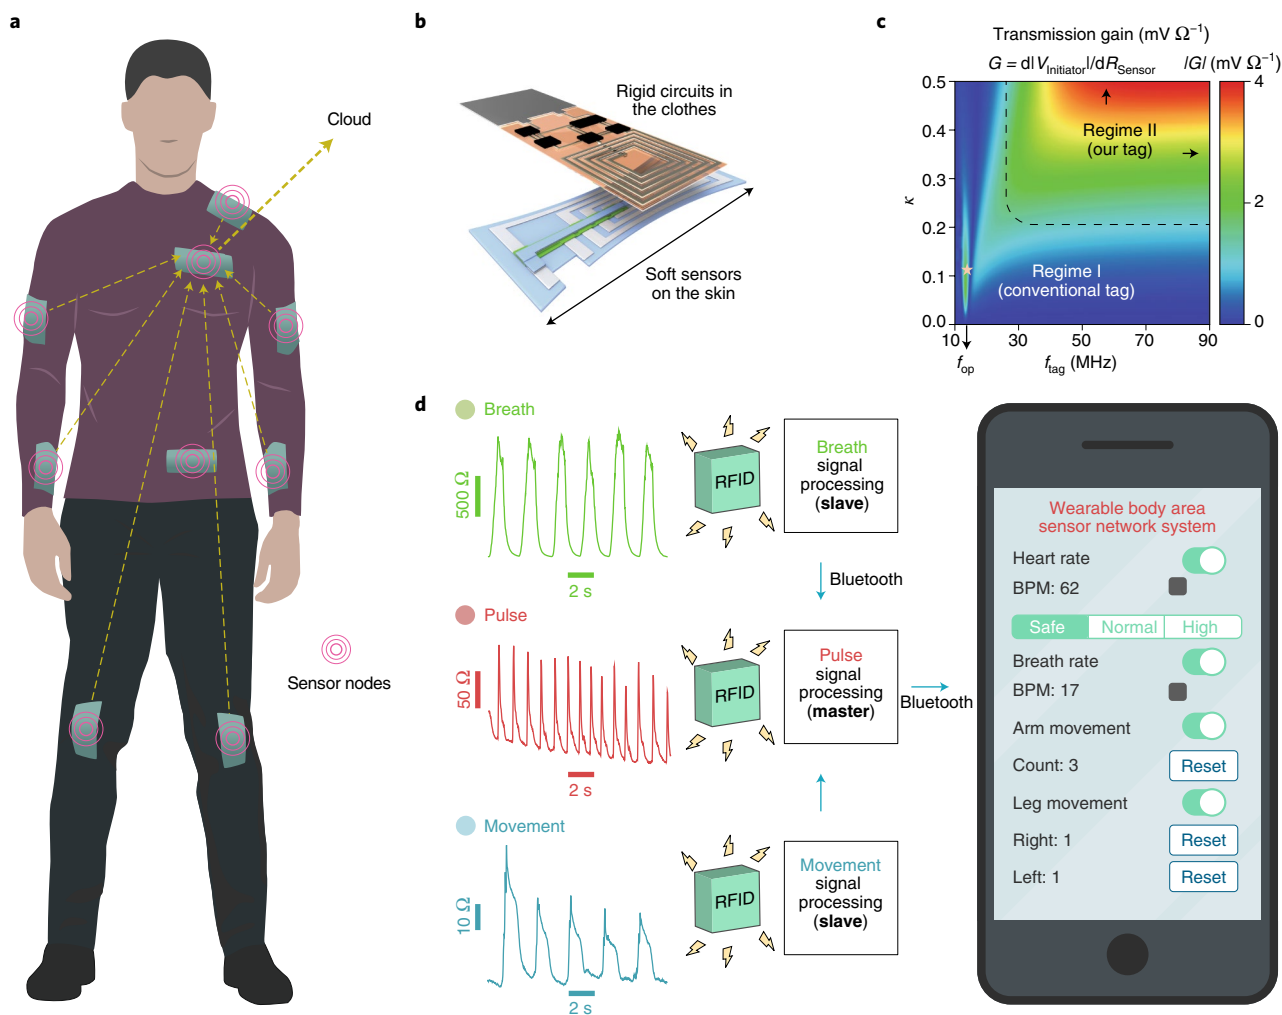 a
Cloud
Sensor nodes
b
Rigid circuits in
the clothes
Soft sensors
on the skin
c
Transmission gain (mV Ω⁻¹)
G = d|V_Initiator|/dR_Sensor
|G| (mV Ω⁻¹)
0.5
0.4
0.3
0.2
0.1
0.0
κ
Regime II
(our tag)
Regime I
(conventional tag)
10
30
50
70
90
f_op
f_tag (MHz)
4
2
0
d
Breath
500 Ω
2 s
RFID
Breath
signal
processing
(slave)
Bluetooth
Pulse
50 Ω
2 s
RFID
Pulse
signal
processing
(master)
Bluetooth
Movement
10 Ω
2 s
RFID
Movement
signal
processing
(slave)
Wearable body area
sensor network system
Heart rate
BPM: 62
Safe Normal High
Breath rate
BPM: 17
Arm movement
Count: 3 Reset
Leg movement
Right: 1 Reset
Left: 1 Reset